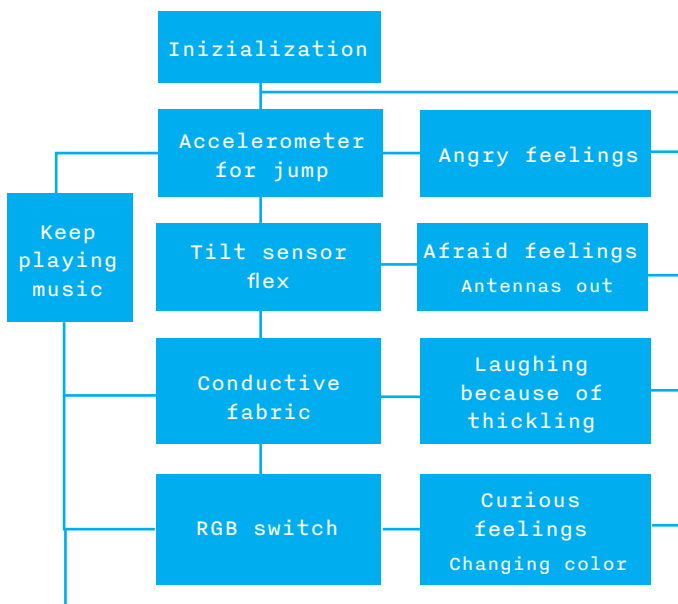 Inizialization
Accelerometer
for jump
Angry feelings
Keep
playing
music
Tilt sensor
flex
Afraid feelings
Antennas out
Conductive
fabric
Laughing
because of
thickling
RGB switch
Curious
feelings
Changing color